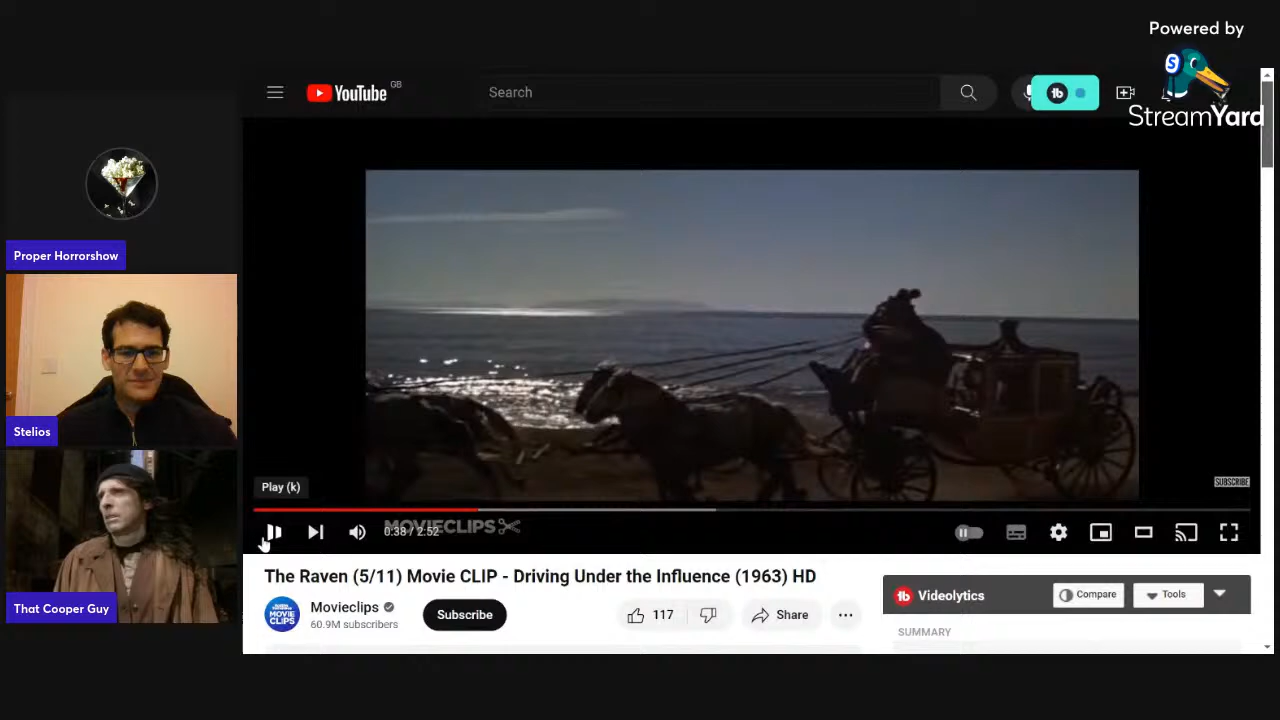 Powered by
StreamYard
YouTube GB
Search
Proper Horrorshow
Stelios
That Cooper Guy
Play (k)
SUBSCRIBE
MOVIECLIPS
0:38 / 2:52
The Raven (5/11) Movie CLIP - Driving Under the Influence (1963) HD
MOVIE CLIPS
Movieclips
60.9M subscribers
Subscribe
117
Share
Videolytics
Compare
Tools
SUMMARY